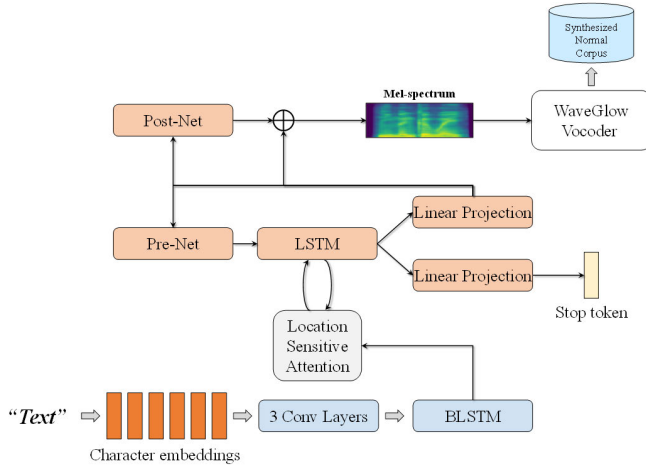 Synthesized
Normal
Corpus
Mel-spectrum
Post-Net
WaveGlow
Vocoder
Linear Projection
Pre-Net
LSTM
Linear Projection
Stop token
Location
Sensitive
Attention
“Text”
3 Conv Layers
BLSTM
Character embeddings